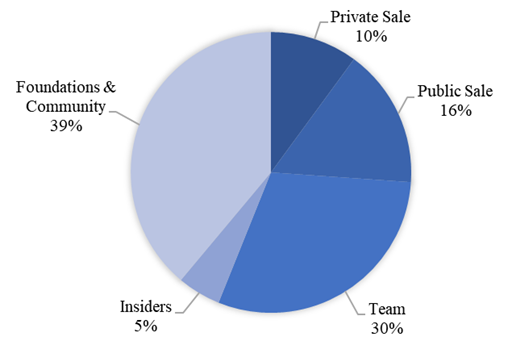 Private Sale
10%
Public Sale
16%
Team
30%
Insiders
5%
Foundations &
Community
39%